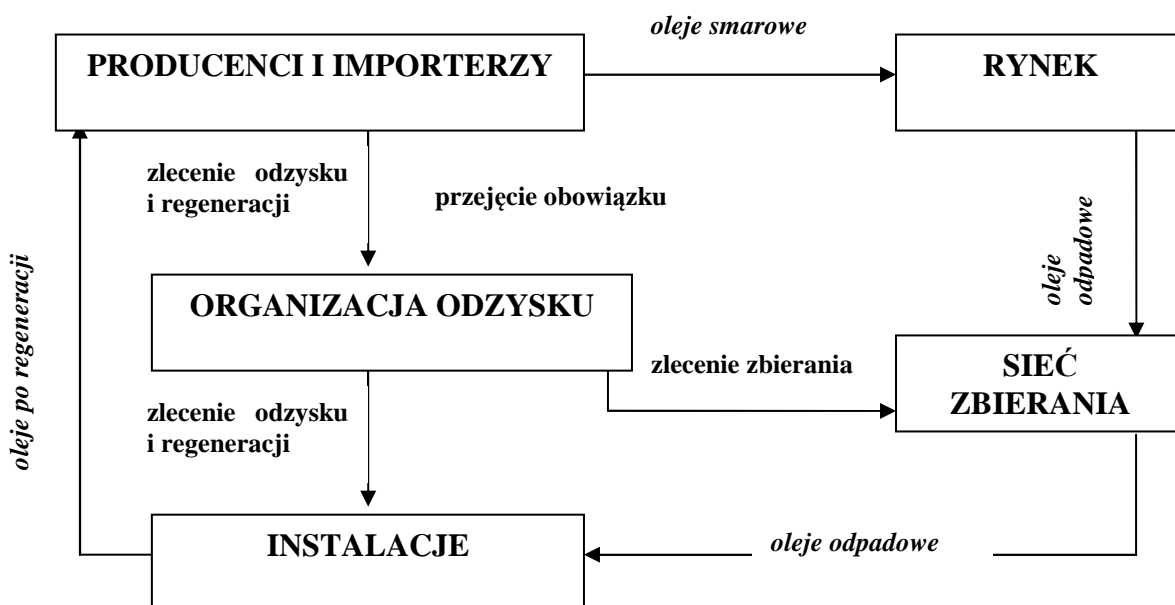 oleje smarowe
PRODUCENCI I IMPORTERZY
RYNEK
zlecenie odzysku
i regeneracji
przejęcie obowiązku
oleje
odpadowe
oleje po regeneracji
ORGANIZACJA ODZYSKU
zlecenie zbierania
SIEĆ
ZBIERANIA
zlecenie odzysku
i regeneracji
INSTALACJE
oleje odpadowe